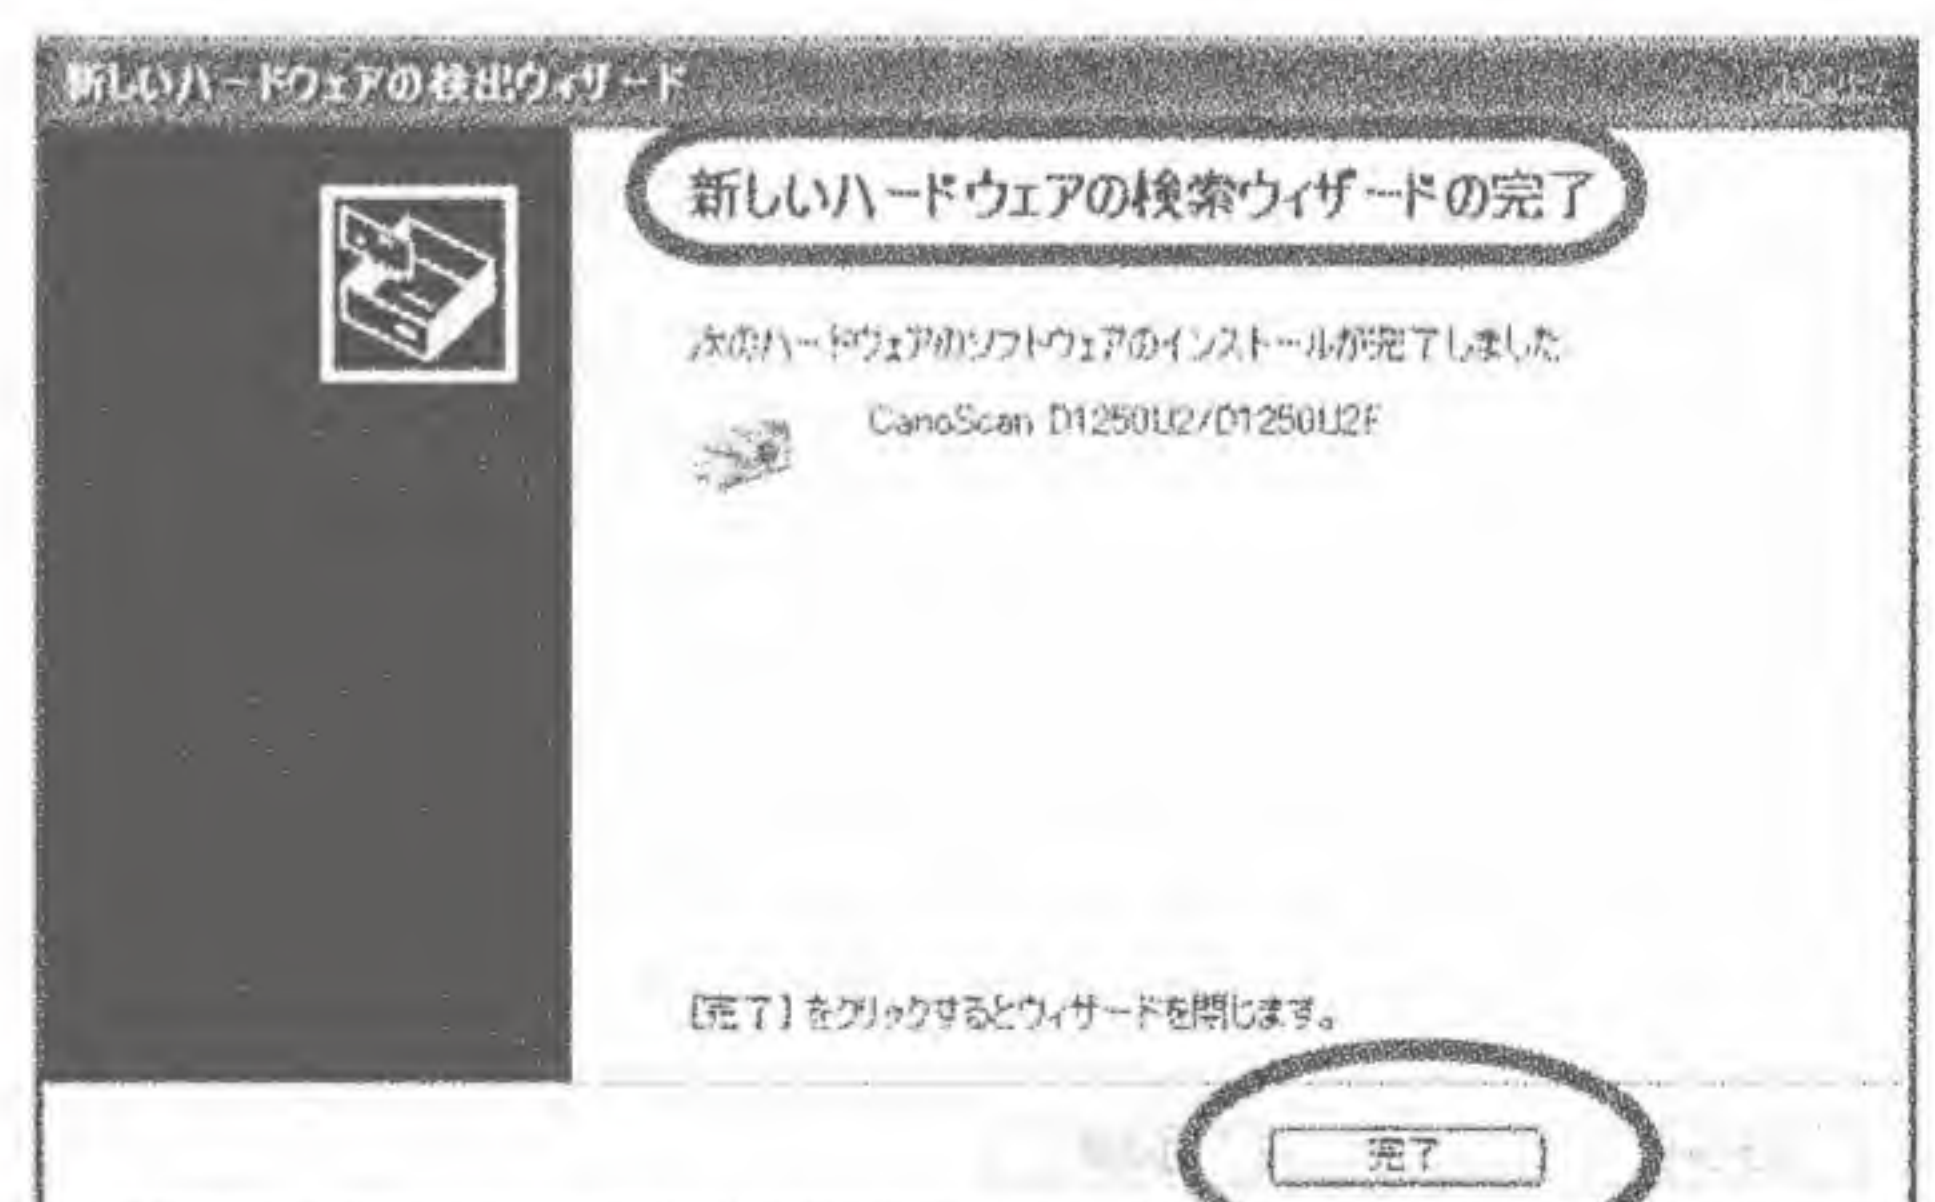 新しいハードウェアの検出ウィザード
新しいハードウェアの検索ウィザードの完了
次のハードウェアのソフトウェアのインストールが完了しました
CanoScan D1250U2/D1250U2F
[完了] をクリックするとウィザードを閉じます。
完了